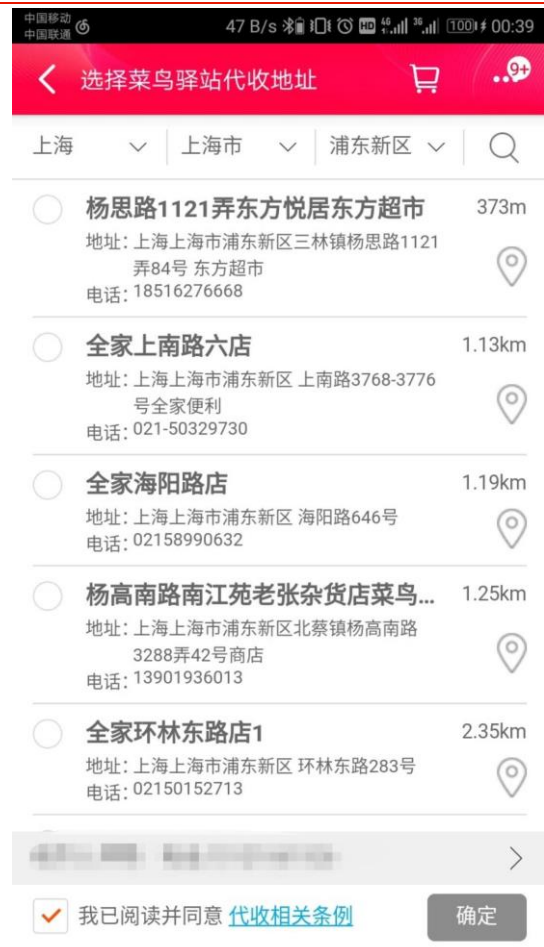 中国移动
中国联通
47 B/s HD 4G 3G 100 00:39
选择菜鸟驿站代收地址 9+
上海 上海市 浦东新区
杨思路1121弄东方悦居东方超市 373m
地址：上海上海市浦东新区三林镇杨思路1121
弄84号 东方超市
电话：18516276668
全家上南路六店 1.13km
地址：上海上海市浦东新区 上南路3768-3776
号全家便利
电话：021-50329730
全家海阳路店 1.19km
地址：上海上海市浦东新区 海阳路646号
电话：02158990632
杨高南路南江苑老张杂货店菜鸟... 1.25km
地址：上海上海市浦东新区北蔡镇杨高南路
3288弄42号商店
电话：13901936013
全家环林东路店1 2.35km
地址：上海上海市浦东新区 环林东路283号
电话：02150152713
我已阅读并同意 代收相关条例 确定